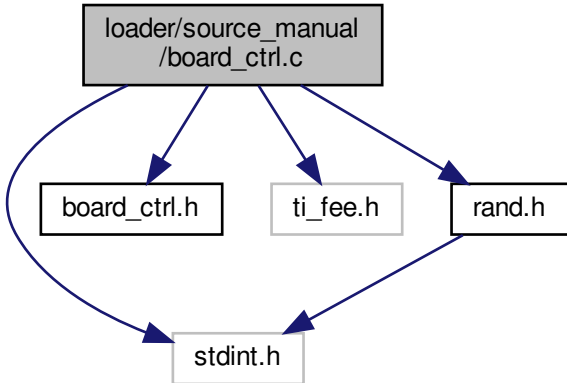 loader/source_manual
/board_ctrl.c
board_ctrl.h
ti_fee.h
rand.h
stdint.h